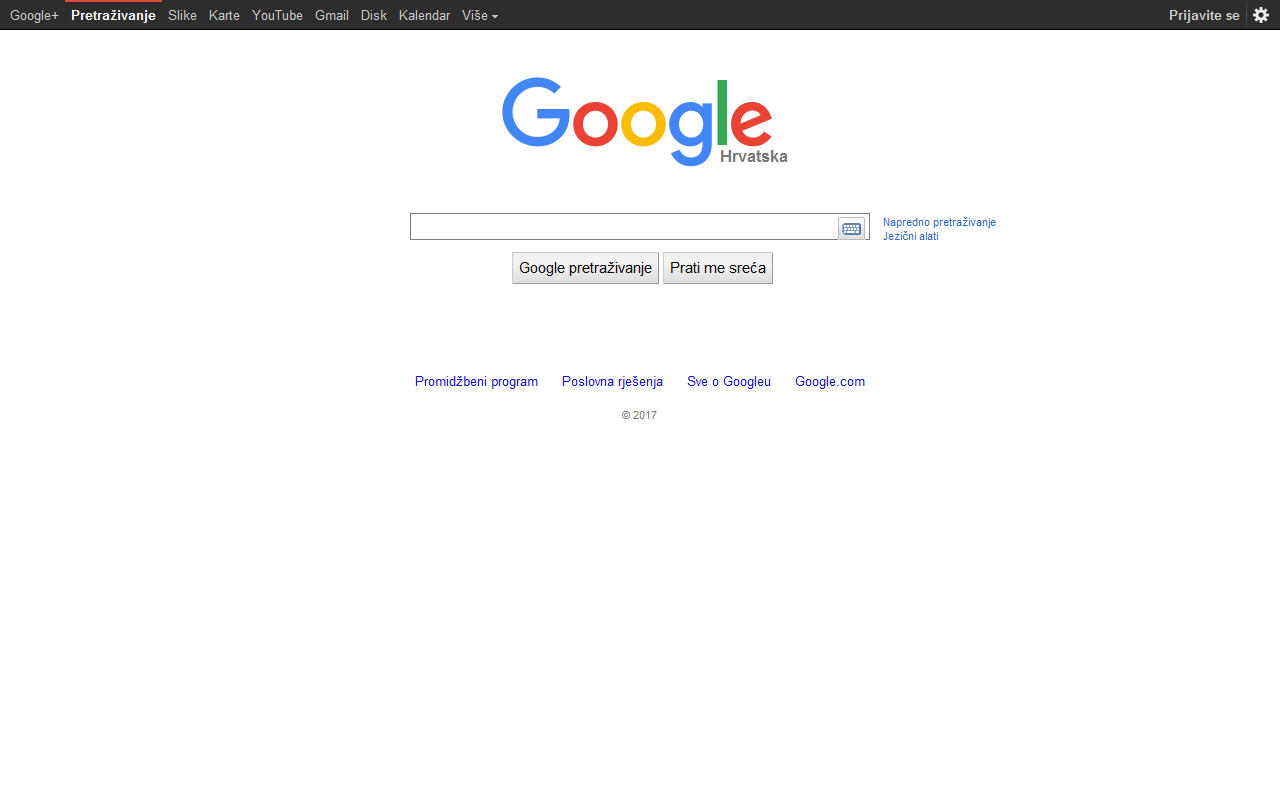 Google+ Pretraživanje Slike Karte YouTube Gmail Disk Kalendar Više Prijavite se
Google
Hrvatska
Napredno pretraživanje
Jezični alati
Google pretraživanje Prati me sreća
Promidžbeni program Poslovna rješenja Sve o Googleu Google.com
© 2017